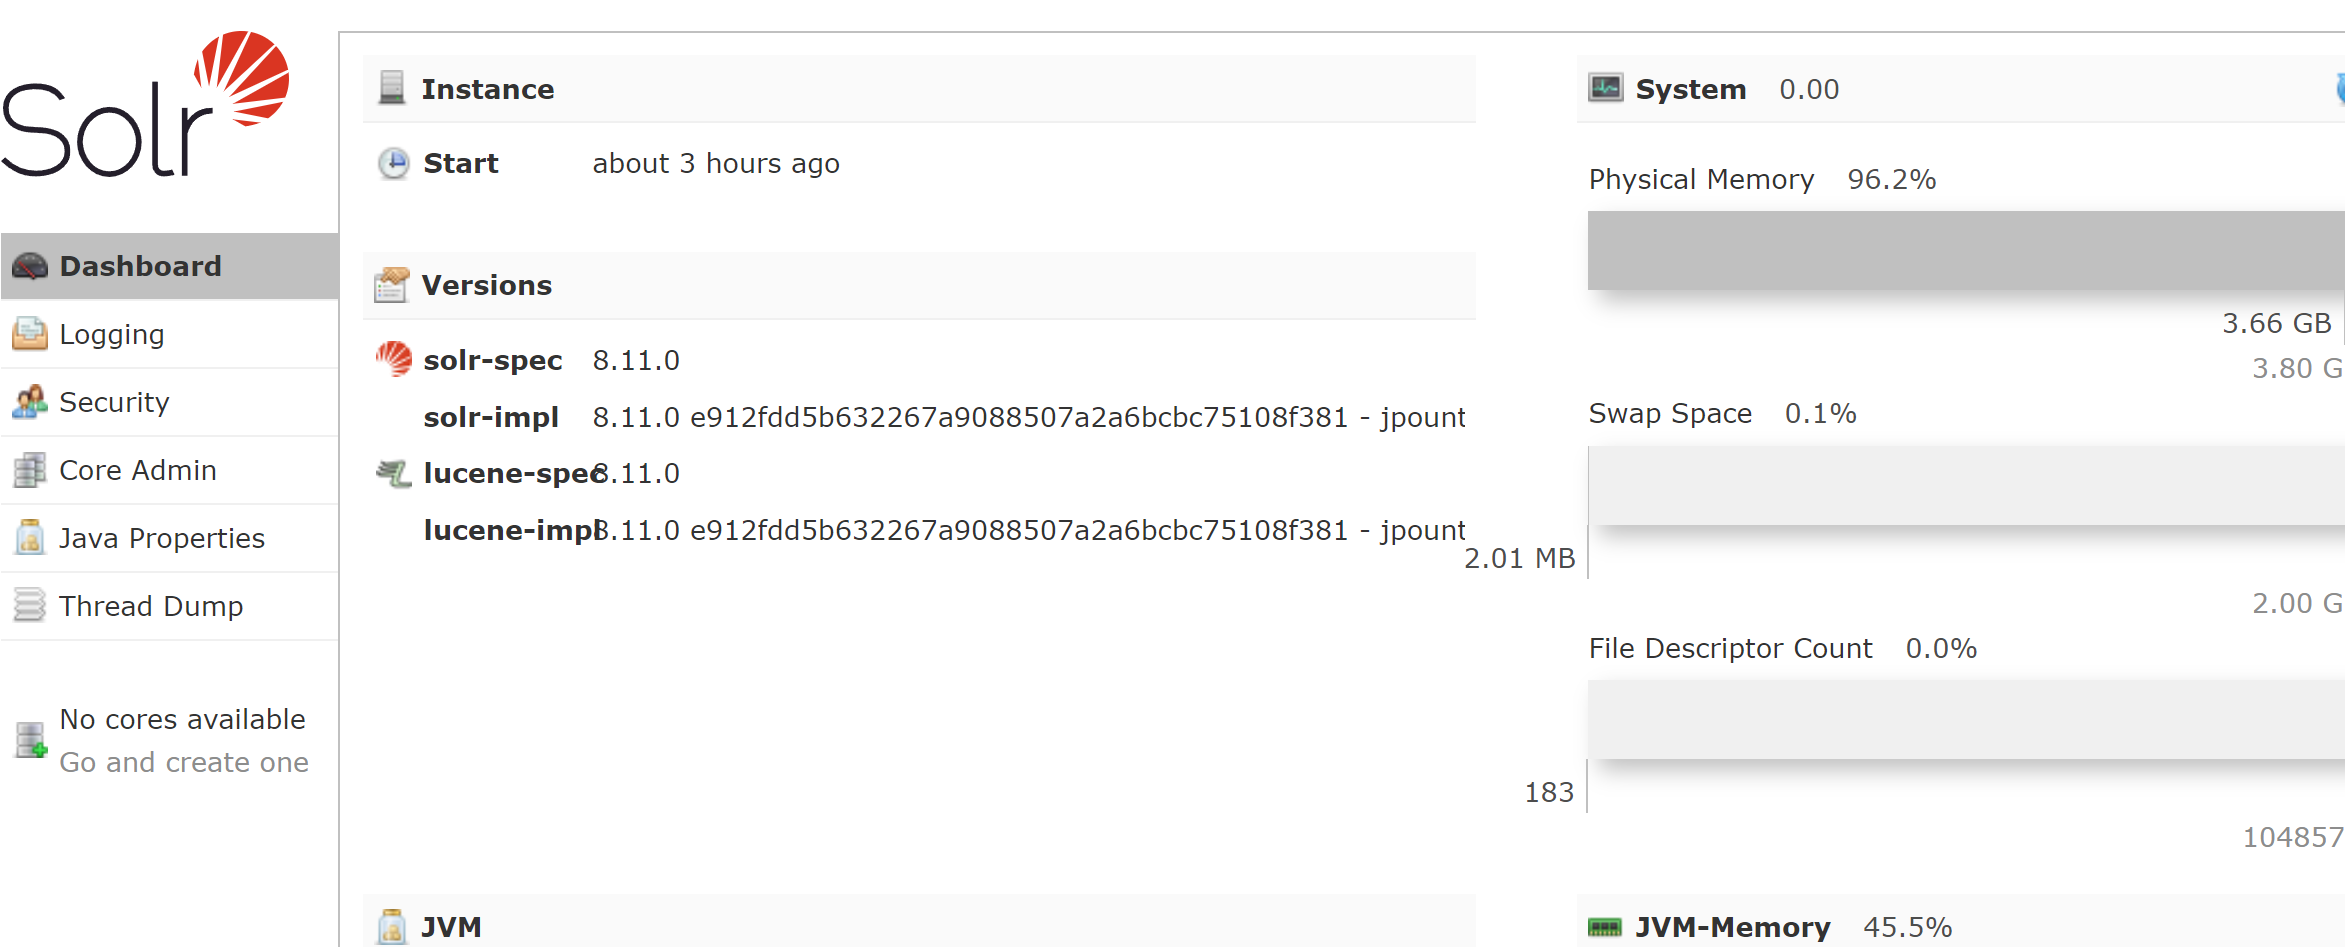 Solr
Dashboard
Logging
Security
Core Admin
Java Properties
Thread Dump
No cores available
Go and create one
Instance
Start about 3 hours ago
Versions
solr-spec 8.11.0
solr-impl 8.11.0 e912fdd5b632267a9088507a2a6bcbc75108f381 - jpount
lucene-spec 8.11.0
lucene-impl 8.11.0 e912fdd5b632267a9088507a2a6bcbc75108f381 - jpount
JVM
System 0.00
Physical Memory 96.2%
3.66 GB
3.80 G
Swap Space 0.1%
2.01 MB
2.00 G
File Descriptor Count 0.0%
183
104857
JVM-Memory 45.5%